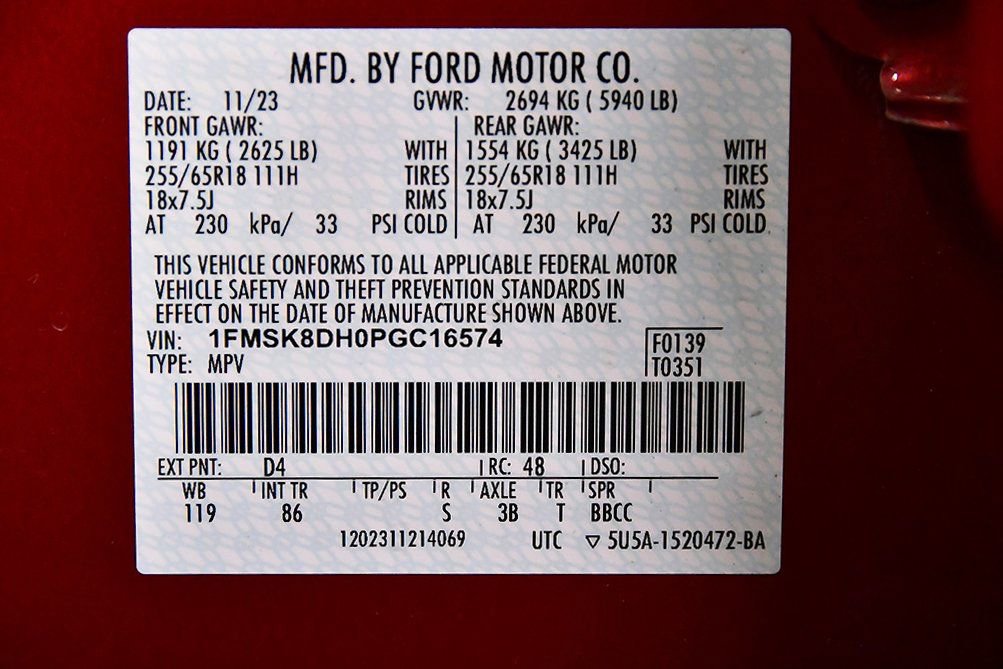 MFD. BY FORD MOTOR CO.
DATE: 11/23 GVWR: 2694 KG ( 5940 LB)
FRONT GAWR: REAR GAWR:
1191 KG ( 2625 LB) WITH 1554 KG ( 3425 LB) WITH
255/65R18 111H TIRES 255/65R18 111H TIRES
18x7.5J RIMS 18x7.5J RIMS
AT 230 kPa/ 33 PSI COLD AT 230 kPa/ 33 PSI COLD
THIS VEHICLE CONFORMS TO ALL APPLICABLE FEDERAL MOTOR
VEHICLE SAFETY AND THEFT PREVENTION STANDARDS IN
EFFECT ON THE DATE OF MANUFACTURE SHOWN ABOVE.
VIN: 1FMSK8DH0PGC16574 F0139
TYPE: MPV T0351
EXT PNT: D4 RC: 48 DSO:
WB INT TR TP/PS R AXLE TR SPR
119 86 S 3B T BBCC
1202311214069 UTC ▽ 5U5A-1520472-BA